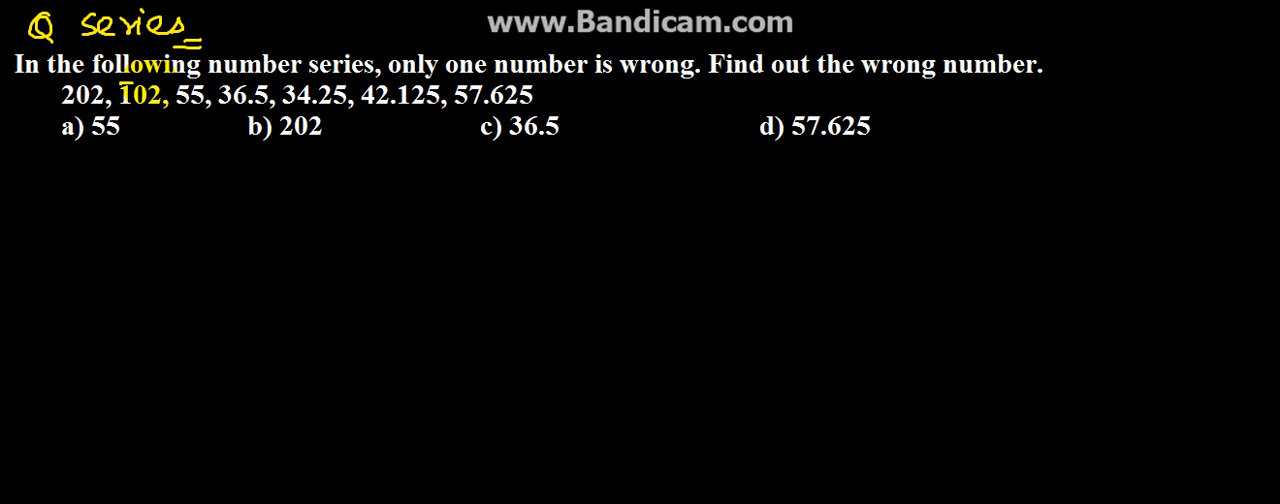 Q series
www.Bandicam.com
In the following number series, only one number is wrong. Find out the wrong number.
202, 102, 55, 36.5, 34.25, 42.125, 57.625
a) 55 b) 202 c) 36.5 d) 57.625